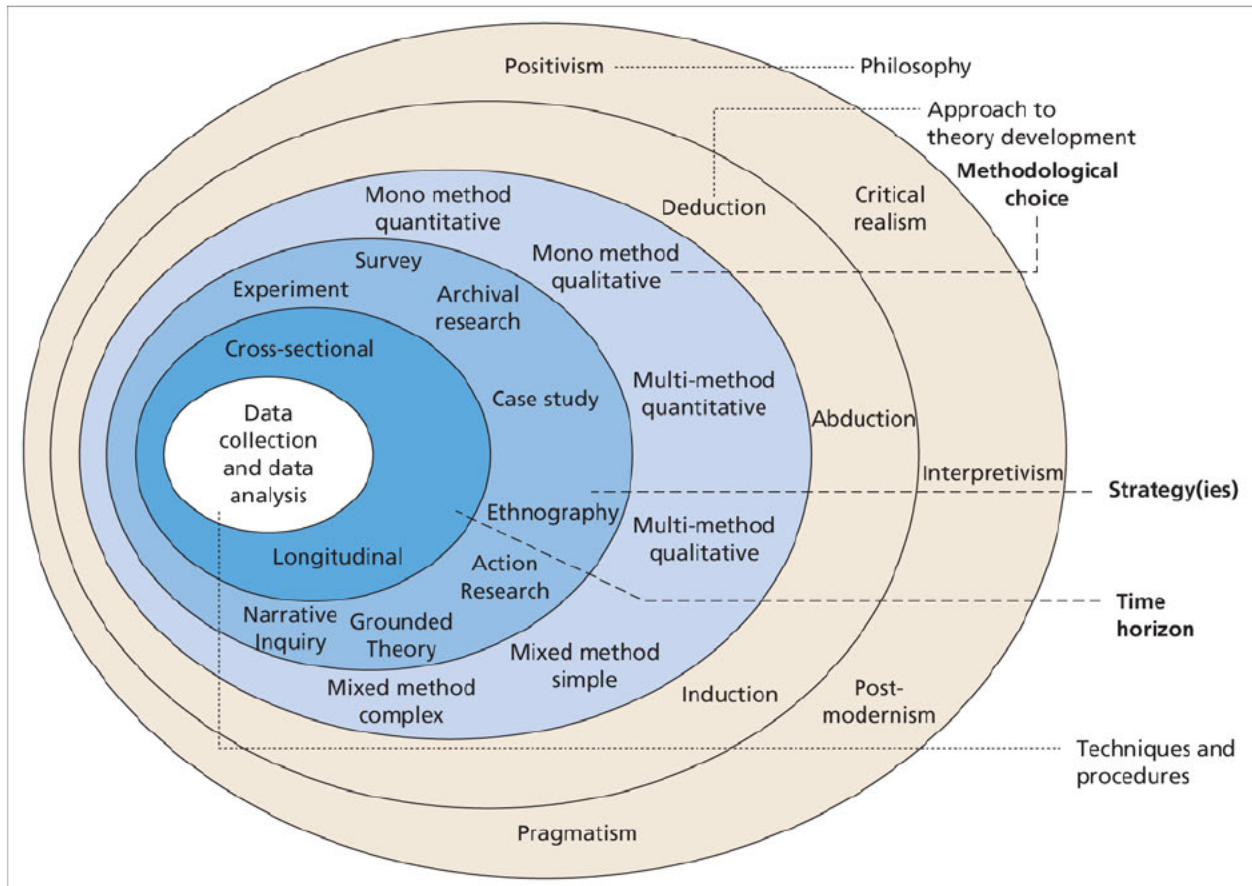 Positivism
Philosophy
Approach to
theory development
Methodological
choice
Mono method
quantitative
Deduction
Critical
realism
Mono method
qualitative
Survey
Experiment
Archival
research
Cross-sectional
Multi-method
quantitative
Case study
Abduction
Data
collection
and data
analysis
Interpretivism
Strategy(ies)
Ethnography
Multi-method
qualitative
Longitudinal
Action
Research
Time
horizon
Narrative
Inquiry
Grounded
Theory
Mixed method
simple
Mixed method
complex
Induction
Post-
modernism
Techniques and
procedures
Pragmatism